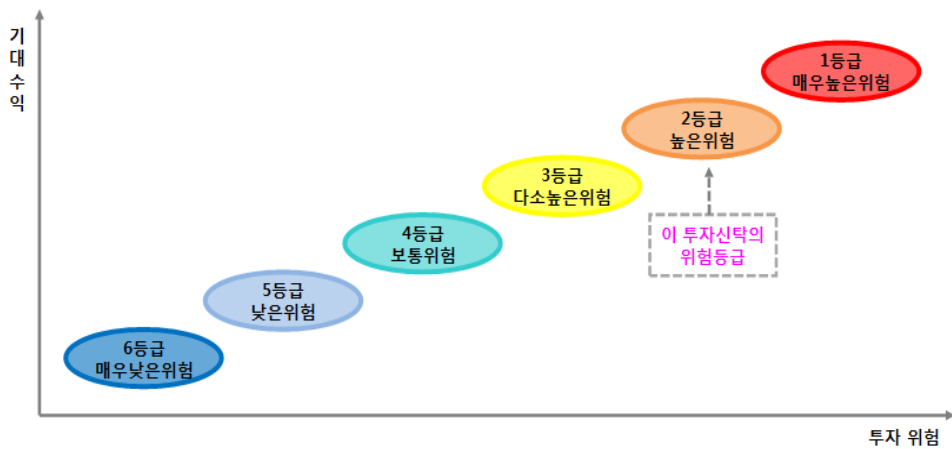 기대수익
1등급
매우높은위험
2등급
높은위험
3등급
다소높은위험
이 투자신탁의
위험등급
4등급
보통위험
5등급
낮은위험
6등급
매우낮은위험
투자 위험